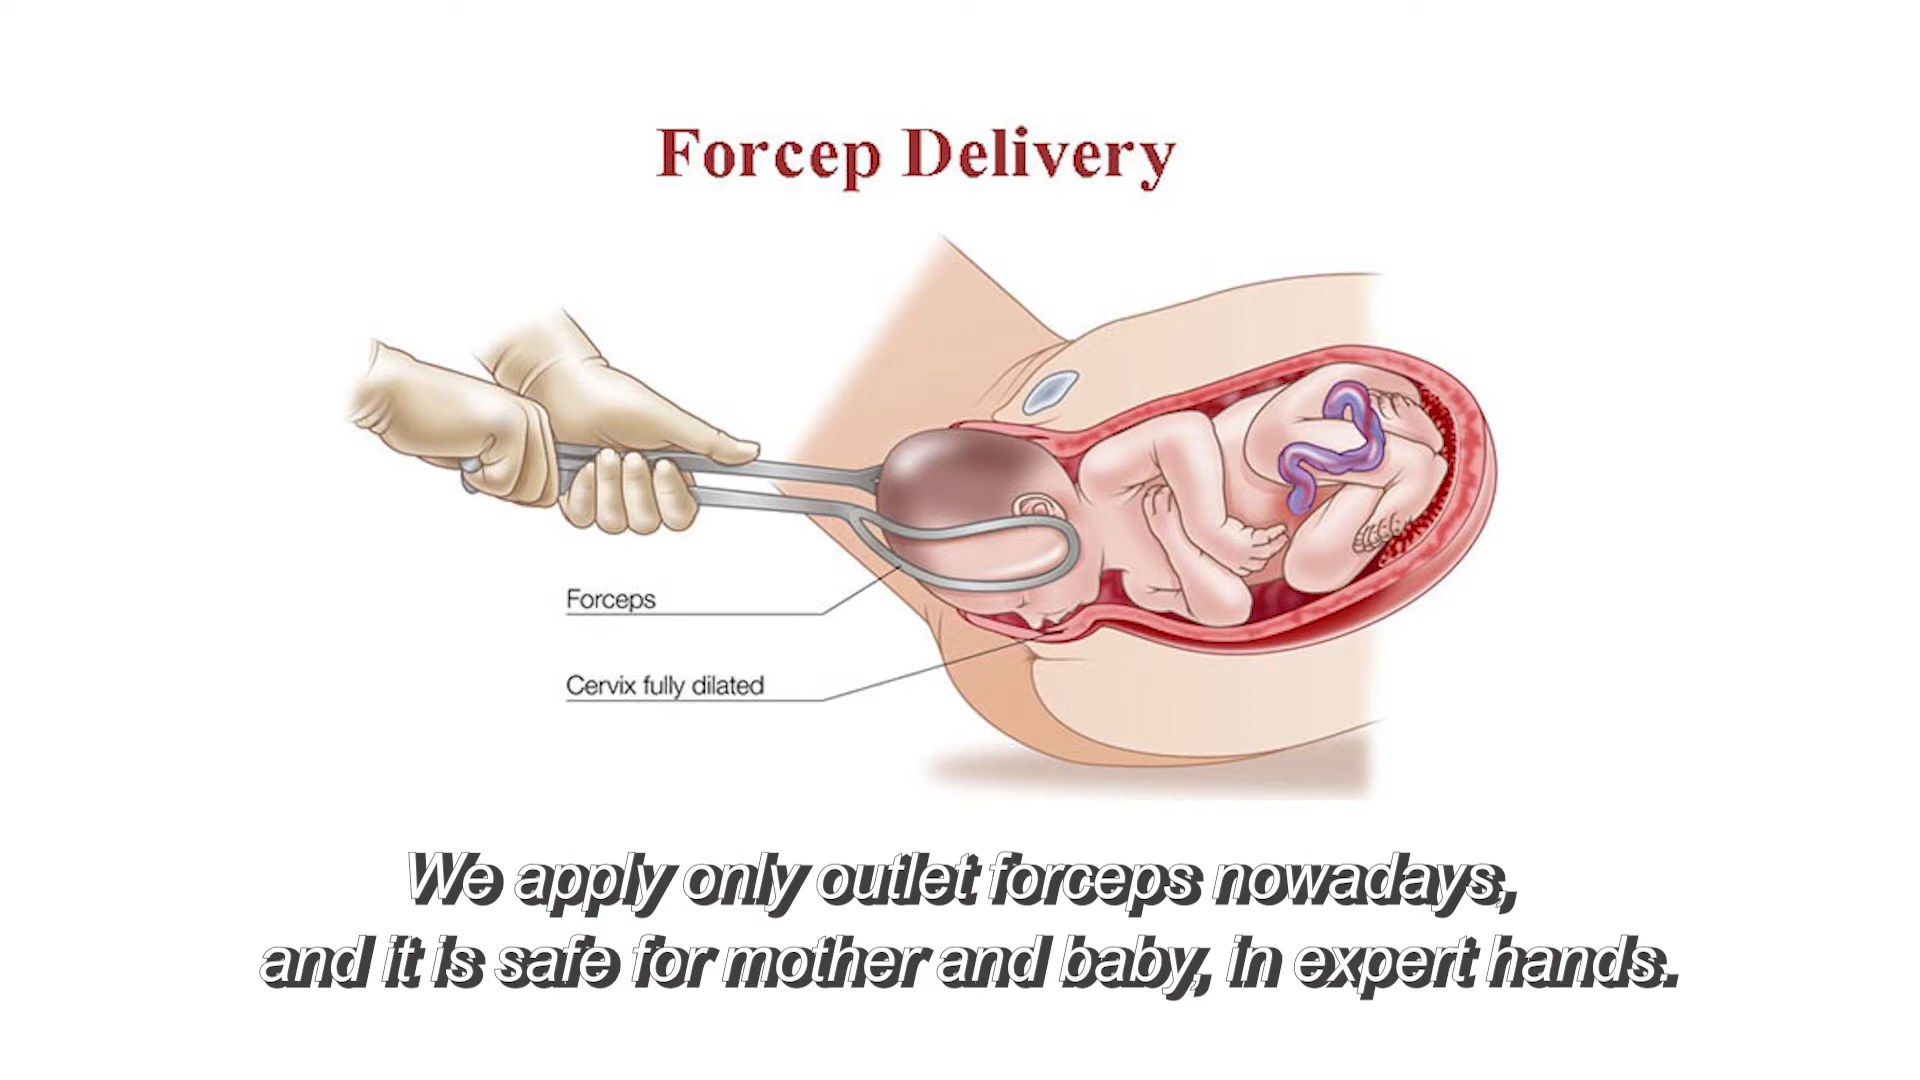 Forcep Delivery
Forceps
Cervix fully dilated
We apply only outlet forceps nowadays,
and it is safe for mother and baby, in expert hands.